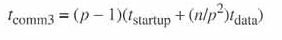 t_comm3 = (p − 1)(t_startup + (n/p²)t_data)